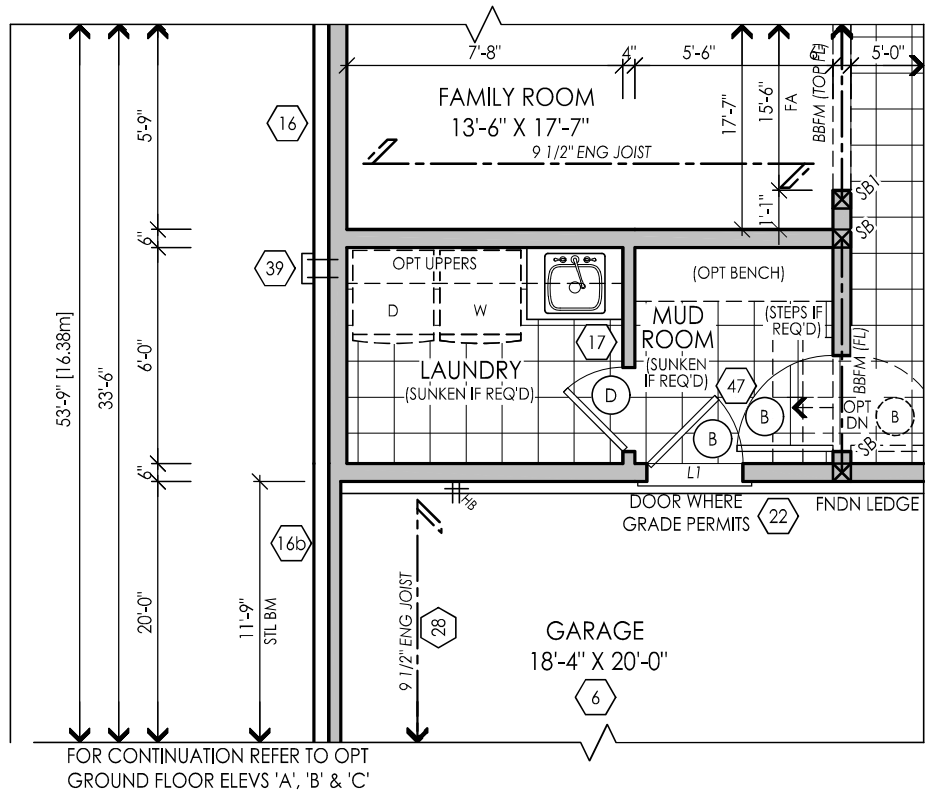 7'-8"
4"
5'-6"
5'-0"
FAMILY ROOM
13'-6" X 17'-7"
9 1/2" ENG JOIST
17'-7"
15'-6"
FA
BBFM (TOP FL)
1'-1"
SB1
SB
16
5'-9"
6"
39
OPT UPPERS
D
W
(OPT BENCH)
MUD
ROOM
(SUNKEN
IF REQ'D)
(STEPS IF
REQ'D)
17
LAUNDRY
(SUNKEN IF REQ'D)
53'-9" [16.38m]
33'-6"
6'-0"
BBFM (FL)
47
D
B
B
OPT
DN
B
SB
6"
L1
HB
DOOR WHERE
GRADE PERMITS
22
FNDN LEDGE
16b
20'-0"
11'-9"
STL BM
9 1/2" ENG JOIST
28
GARAGE
18'-4" X 20'-0"
6
FOR CONTINUATION REFER TO OPT
GROUND FLOOR ELEVS 'A', 'B' & 'C'